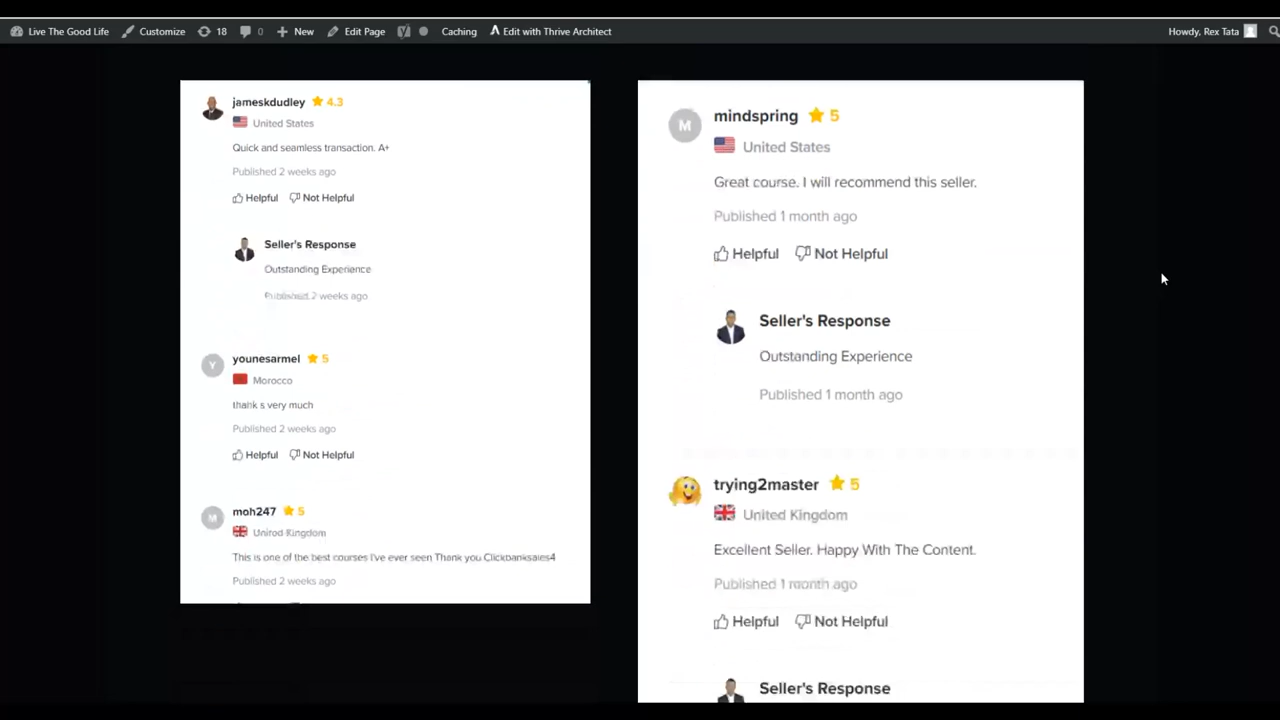 Live The Good Life Customize 18 0 New Edit Page Caching Edit with Thrive Architect Howdy, Rex Tata
jameskdudley 4.3
United States
Quick and seamless transaction. A+
Published 2 weeks ago
Helpful Not Helpful
Seller's Response
Outstanding Experience
Published 2 weeks ago
Y
younesarmel 5
Morocco
thank s very much
Published 2 weeks ago
Helpful Not Helpful
M
moh247 5
Unirod Kingdom
This is one of the best courses I've ever seen Thank you Clickbanksales4
Published 2 weeks ago
M
mindspring 5
United States
Great course. I will recommend this seller.
Published 1 month ago
Helpful Not Helpful
Seller's Response
Outstanding Experience
Published 1 month ago
trying2master 5
United Kingdom
Excellent Seller. Happy With The Content.
Published 1 month ago
Helpful Not Helpful
Seller's Response